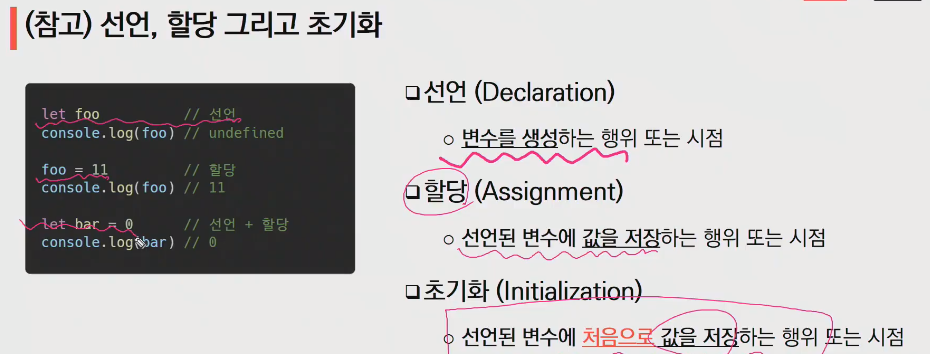 (참고) 선언, 할당 그리고 초기화
let foo // 선언
console.log(foo) // undefined
foo = 11 // 할당
console.log(foo) // 11
let bar = 0 // 선언 + 할당
console.log(bar) // 0
❑ 선언 (Declaration)
○ 변수를 생성하는 행위 또는 시점
❑ 할당 (Assignment)
○ 선언된 변수에 값을 저장하는 행위 또는 시점
❑ 초기화 (Initialization)
○ 선언된 변수에 처음으로 값을 저장하는 행위 또는 시점